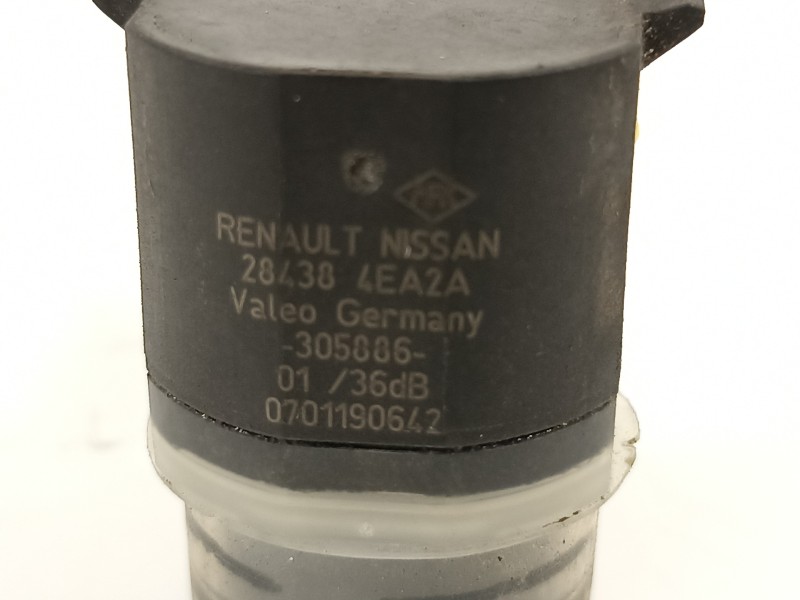 RENAULT NISSAN
28438 4EA2A
Valeo Germany
-305886-
01 /36dB
0701190642